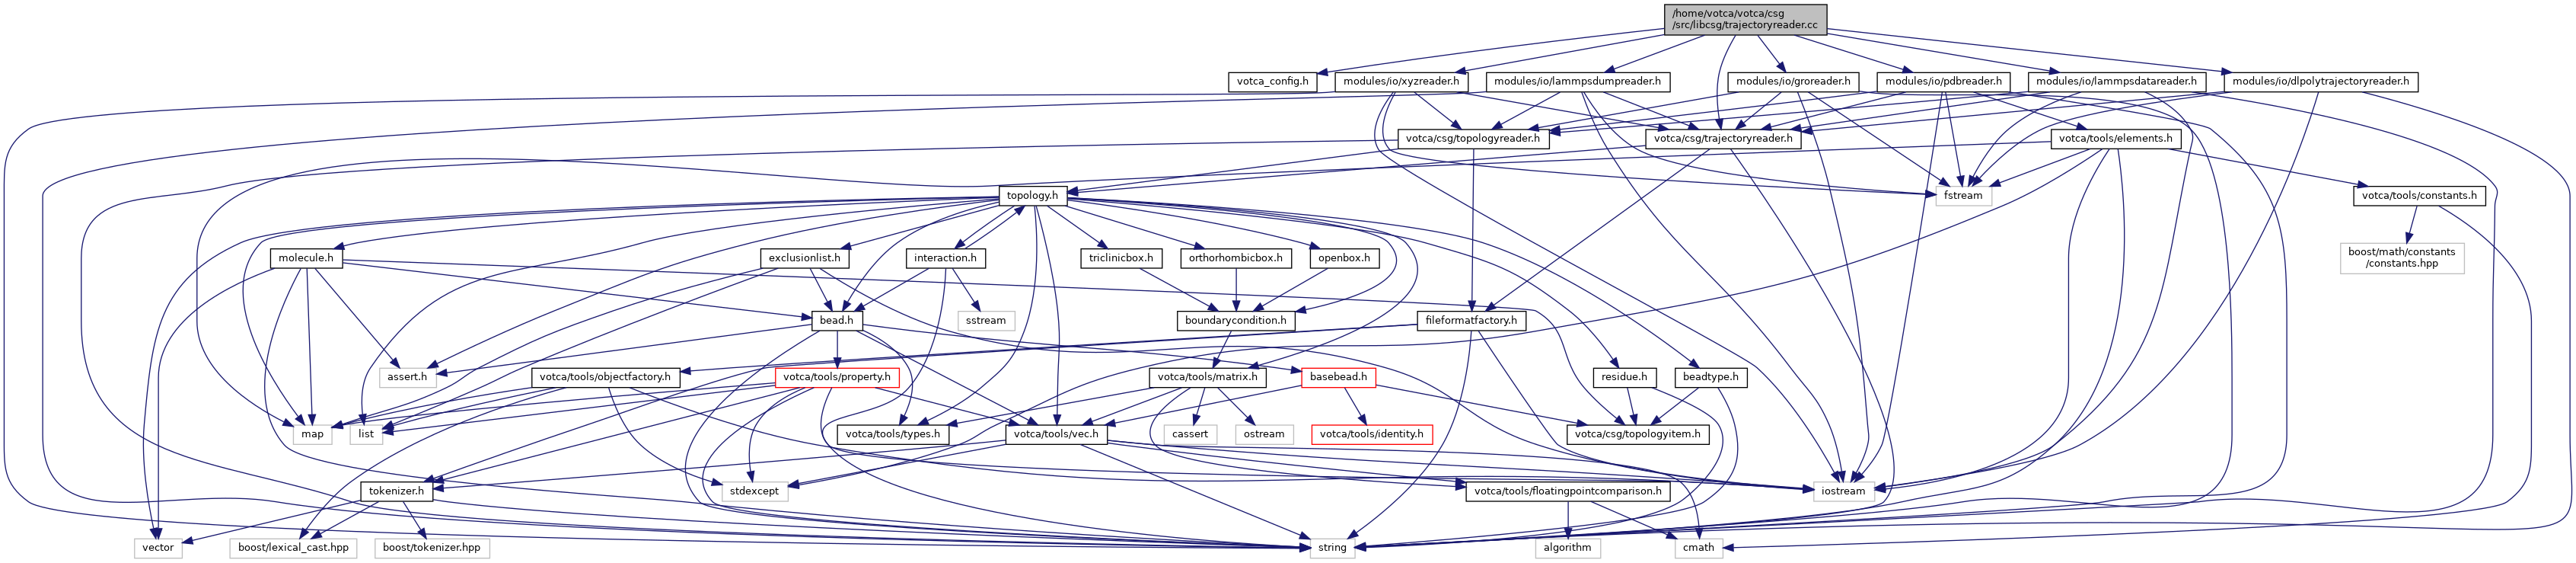 /home/votca/votca/csg
/src/libcsg/trajectoryreader.cc
votca_config.h
modules/io/xyzreader.h
modules/io/lammpsdumpreader.h
modules/io/groreader.h
modules/io/pdbreader.h
modules/io/lammpsdatareader.h
modules/io/dlpolytrajectoryreader.h
votca/csg/topologyreader.h
votca/csg/trajectoryreader.h
votca/tools/elements.h
topology.h
fstream
votca/tools/constants.h
molecule.h
exclusionlist.h
interaction.h
triclinicbox.h
orthorhombicbox.h
openbox.h
boost/math/constants
/constants.hpp
bead.h
sstream
boundarycondition.h
fileformatfactory.h
assert.h
votca/tools/objectfactory.h
votca/tools/property.h
votca/tools/matrix.h
basebead.h
residue.h
beadtype.h
map
list
votca/tools/types.h
votca/tools/vec.h
cassert
ostream
votca/tools/identity.h
votca/csg/topologyitem.h
tokenizer.h
stdexcept
votca/tools/floatingpointcomparison.h
iostream
vector
boost/lexical_cast.hpp
boost/tokenizer.hpp
string
algorithm
cmath